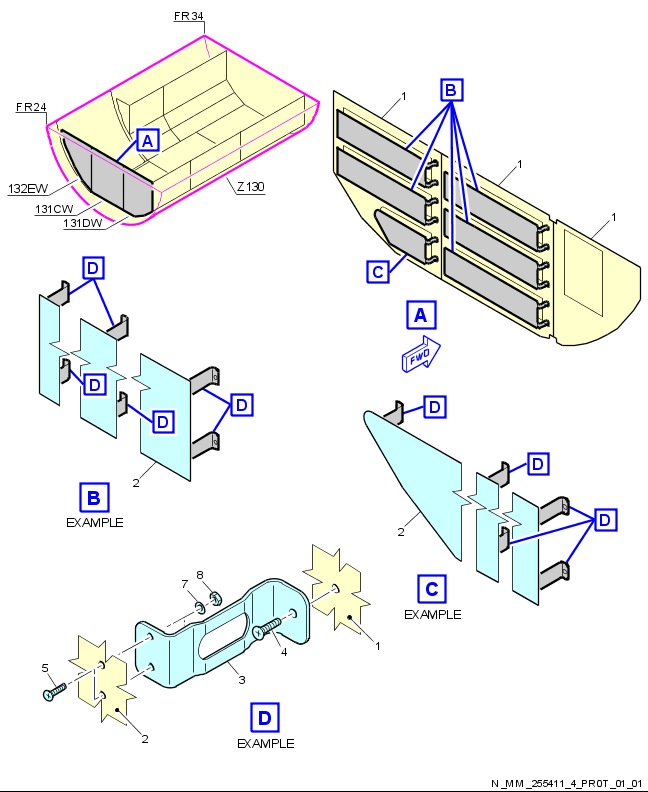 FR34
FR24
A
132EW
131CW
131DW
Z130
B
1
1
1
C
A
FWD
D
D
D
D
2
B
EXAMPLE
D
D
D
2
C
EXAMPLE
8
7
5
4
3
1
2
D
EXAMPLE
N_MM_255411_4_PR0T_01_01